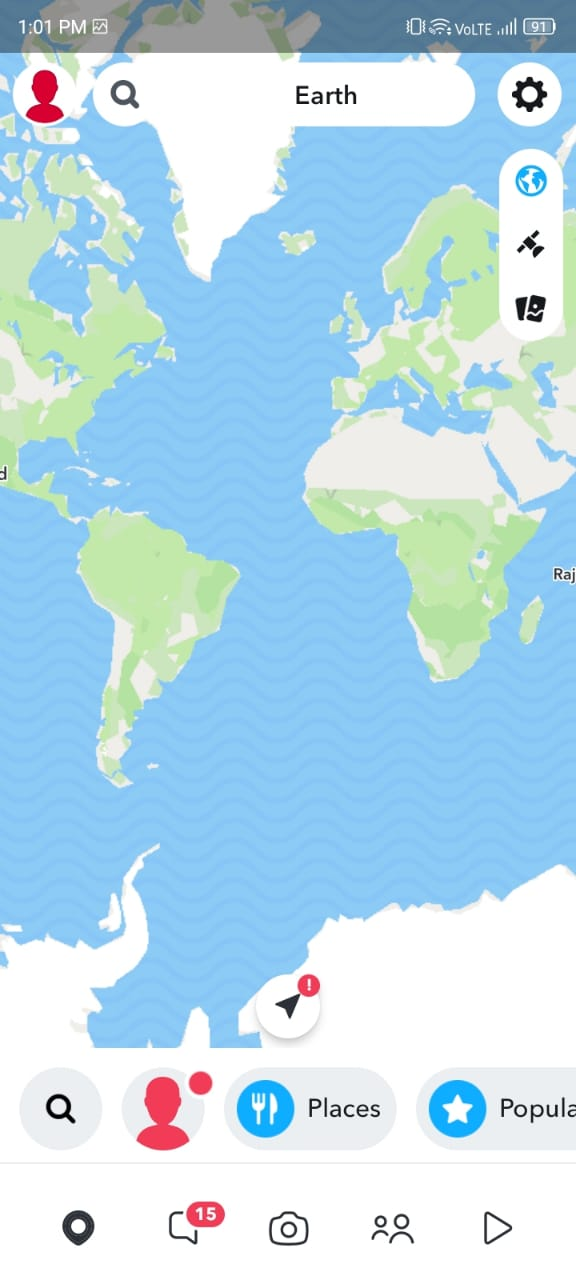 1:01 PM VoLTE 91
Earth
d
Raj
!
Places Popula
15